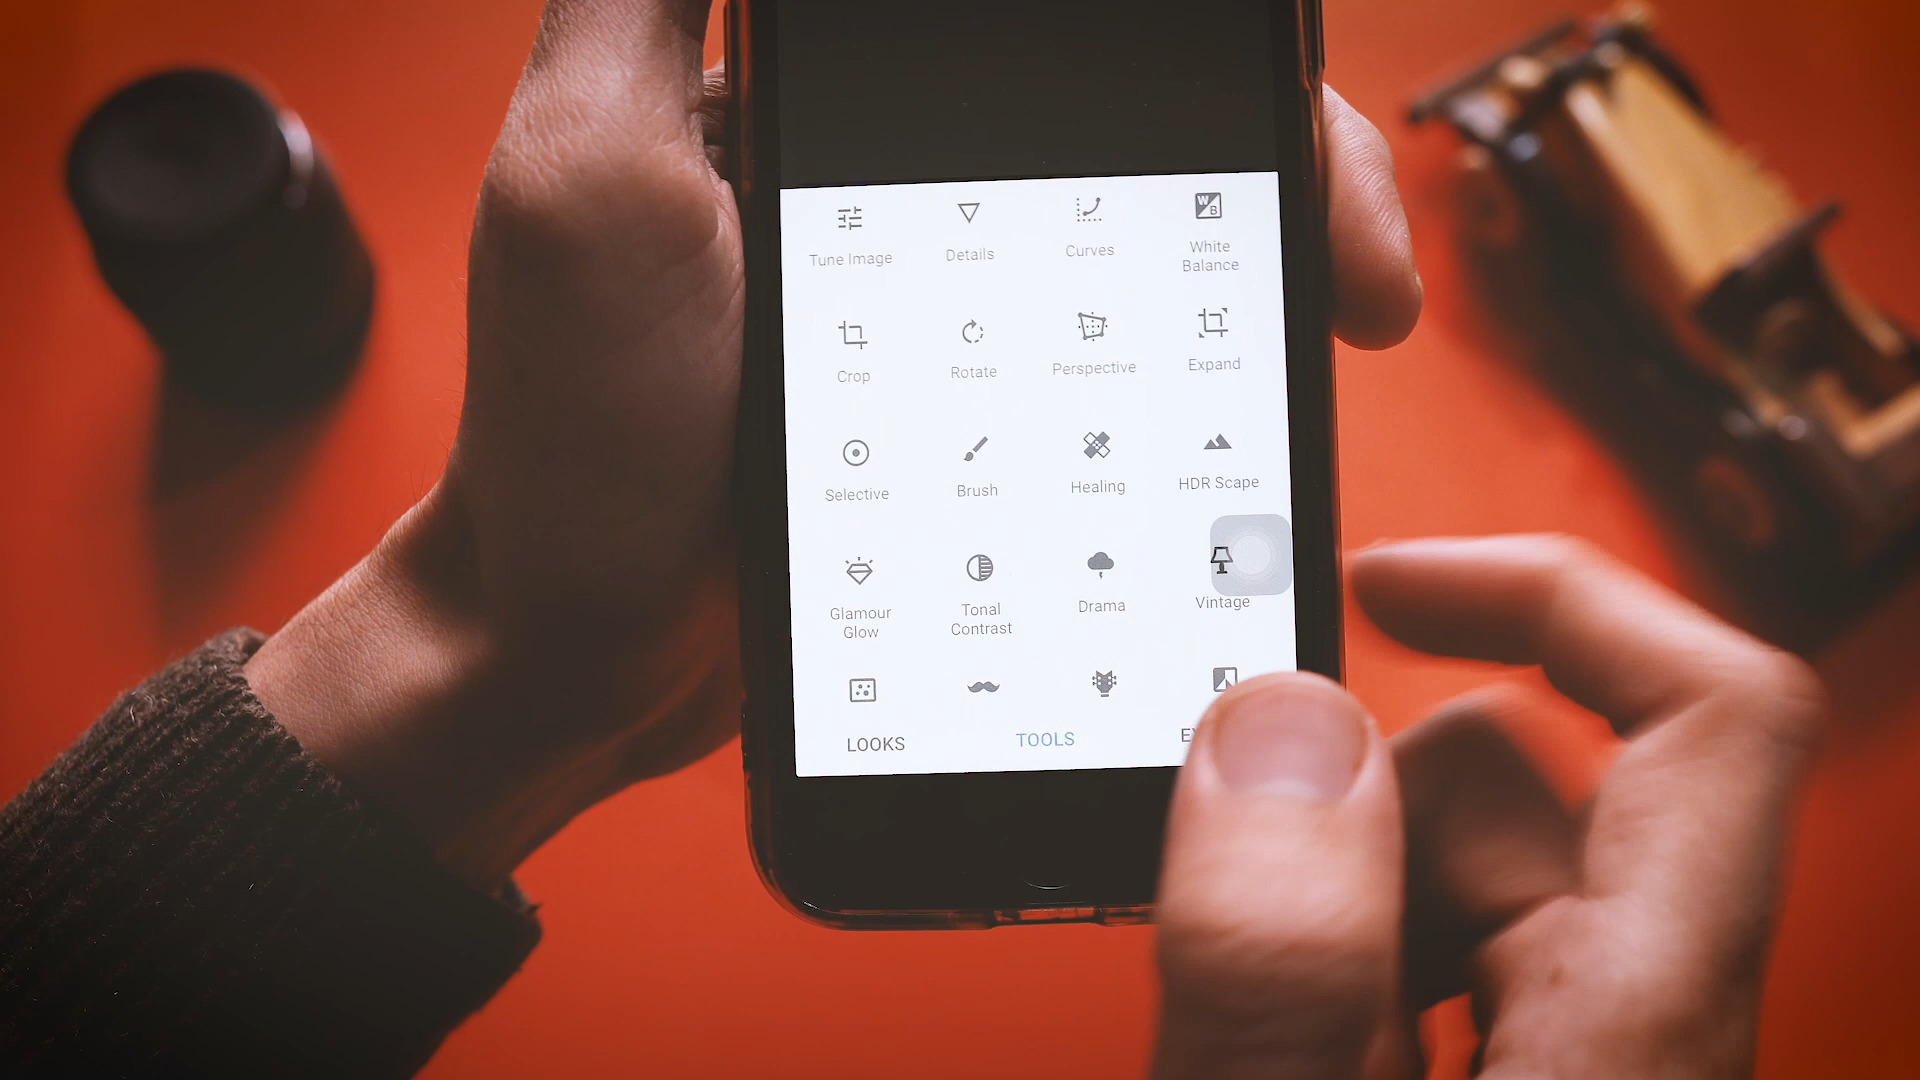 Tune Image
Details
Curves
W
B
White
Balance
Crop
Rotate
Perspective
Expand
Selective
Brush
Healing
HDR Scape
Glamour
Glow
Tonal
Contrast
Drama
Vintage
LOOKS
TOOLS